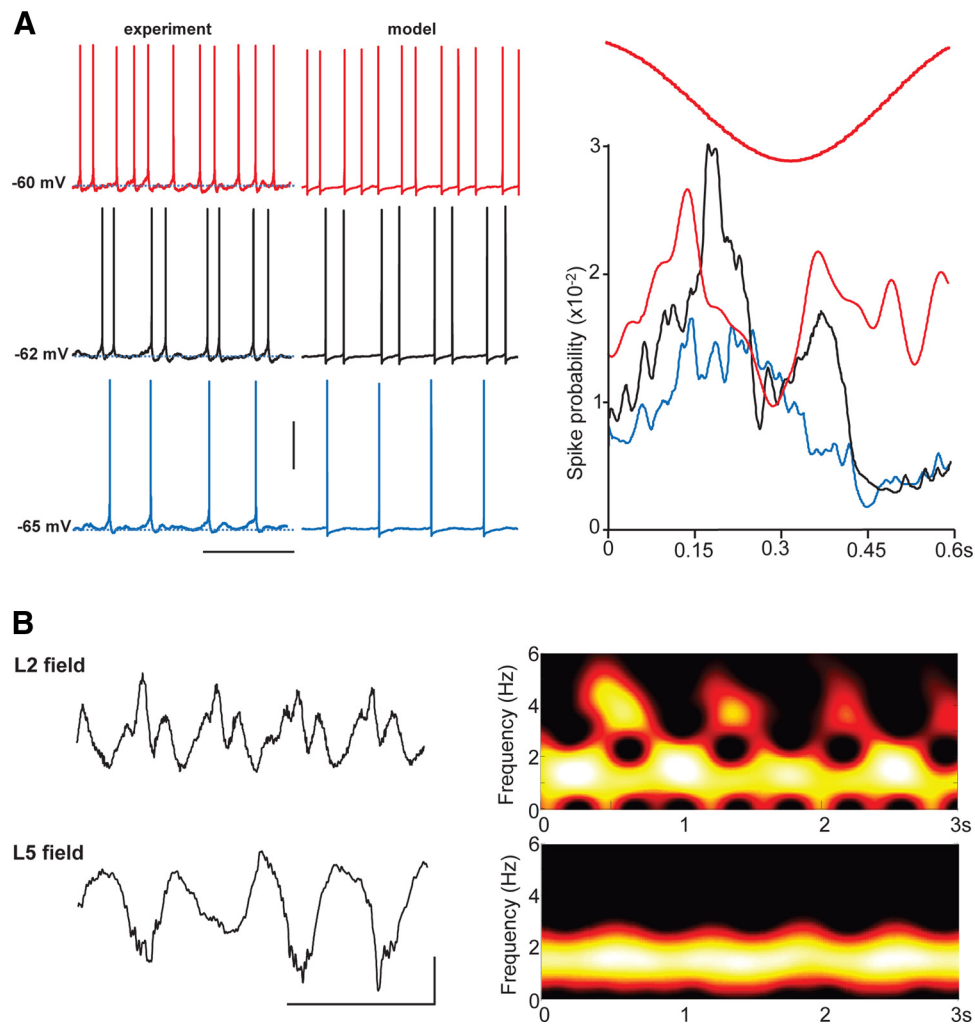 A
experiment
model
-60 mV
-62 mV
-65 mV
Spike probability (x10-2)
3
2
1
0
0
0.15
0.3
0.45
0.6s
B
L2 field
Frequency (Hz)
6
4
2
0
0
1
2
3s
L5 field
Frequency (Hz)
6
4
2
0
0
1
2
3s